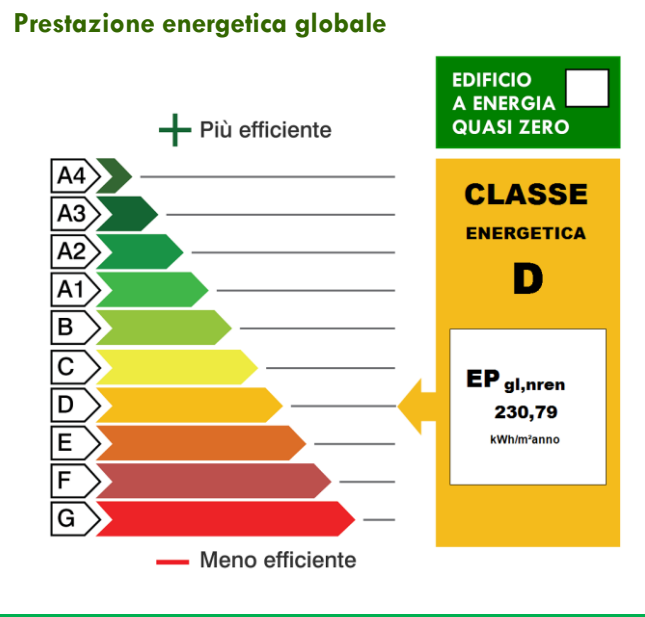 Prestazione energetica globale
EDIFICIO
A ENERGIA
QUASI ZERO
Più efficiente
A4
A3
A2
A1
B
C
D
E
F
G
Meno efficiente
CLASSE
ENERGETICA
D
EP gl,nren
230,79
kWh/m²anno